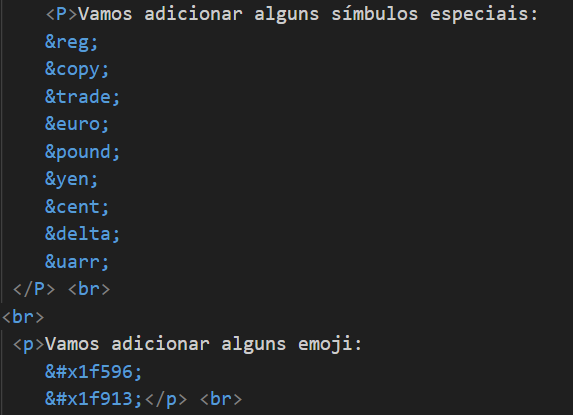 <P>Vamos adicionar alguns símbolos especiais:
&reg;
&copy;
&trade;
&euro;
&pound;
&yen;
&cent;
&delta;
&uarr;
</P> <br>
<br>
<p>Vamos adicionar alguns emoji:
&#x1f596;
&#x1f913;</p> <br>